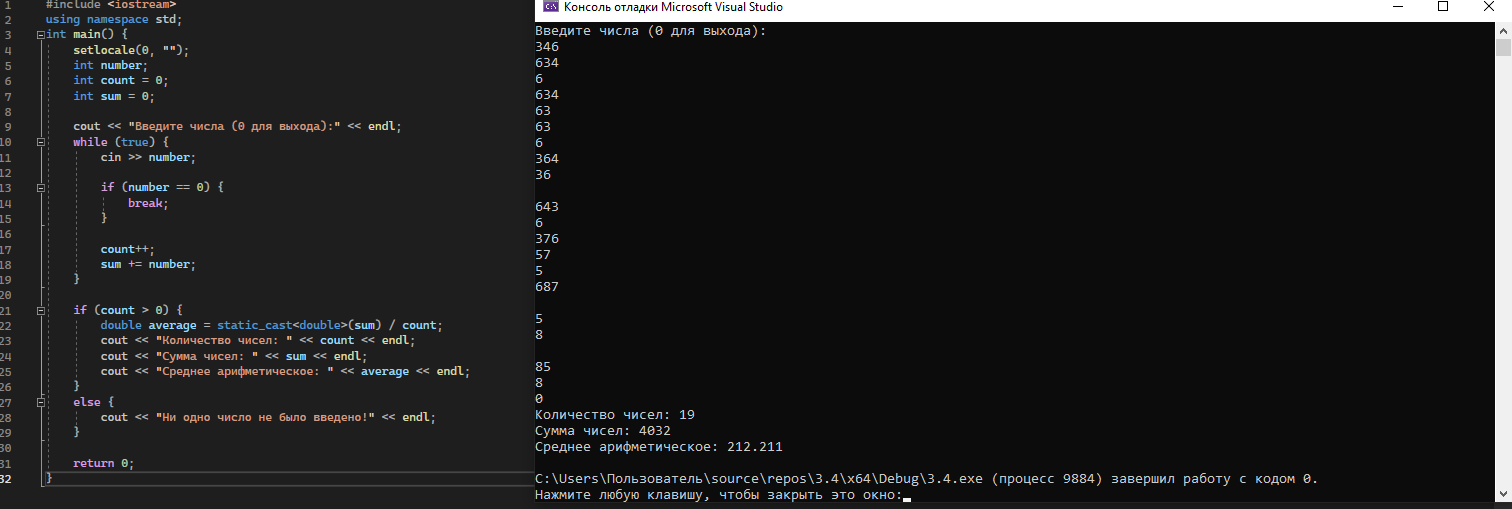 1 #include <iostream>
2 using namespace std;
3 int main() {
4 setlocale(0, "");
5 int number;
6 int count = 0;
7 int sum = 0;
8
9 cout << "Введите числа (0 для выхода):" << endl;
10 while (true) {
11 cin >> number;
12
13 if (number == 0) {
14 break;
15 }
16
17 count++;
18 sum += number;
19 }
20
21 if (count > 0) {
22 double average = static_cast<double>(sum) / count;
23 cout << "Количество чисел: " << count << endl;
24 cout << "Сумма чисел: " << sum << endl;
25 cout << "Среднее арифметическое: " << average << endl;
26 }
27 else {
28 cout << "Ни одно число не было введено!" << endl;
29 }
30
31 return 0;
32 }
Консоль отладки Microsoft Visual Studio
Введите числа (0 для выхода):
346
634
6
634
63
63
6
364
36
643
6
376
57
5
687
5
8
85
8
0
Количество чисел: 19
Сумма чисел: 4032
Среднее арифметическое: 212.211
C:\Users\Пользователь\source\repos\3.4\x64\Debug\3.4.exe (процесс 9884) завершил работу с кодом 0.
Нажмите любую клавишу, чтобы закрыть это окно: